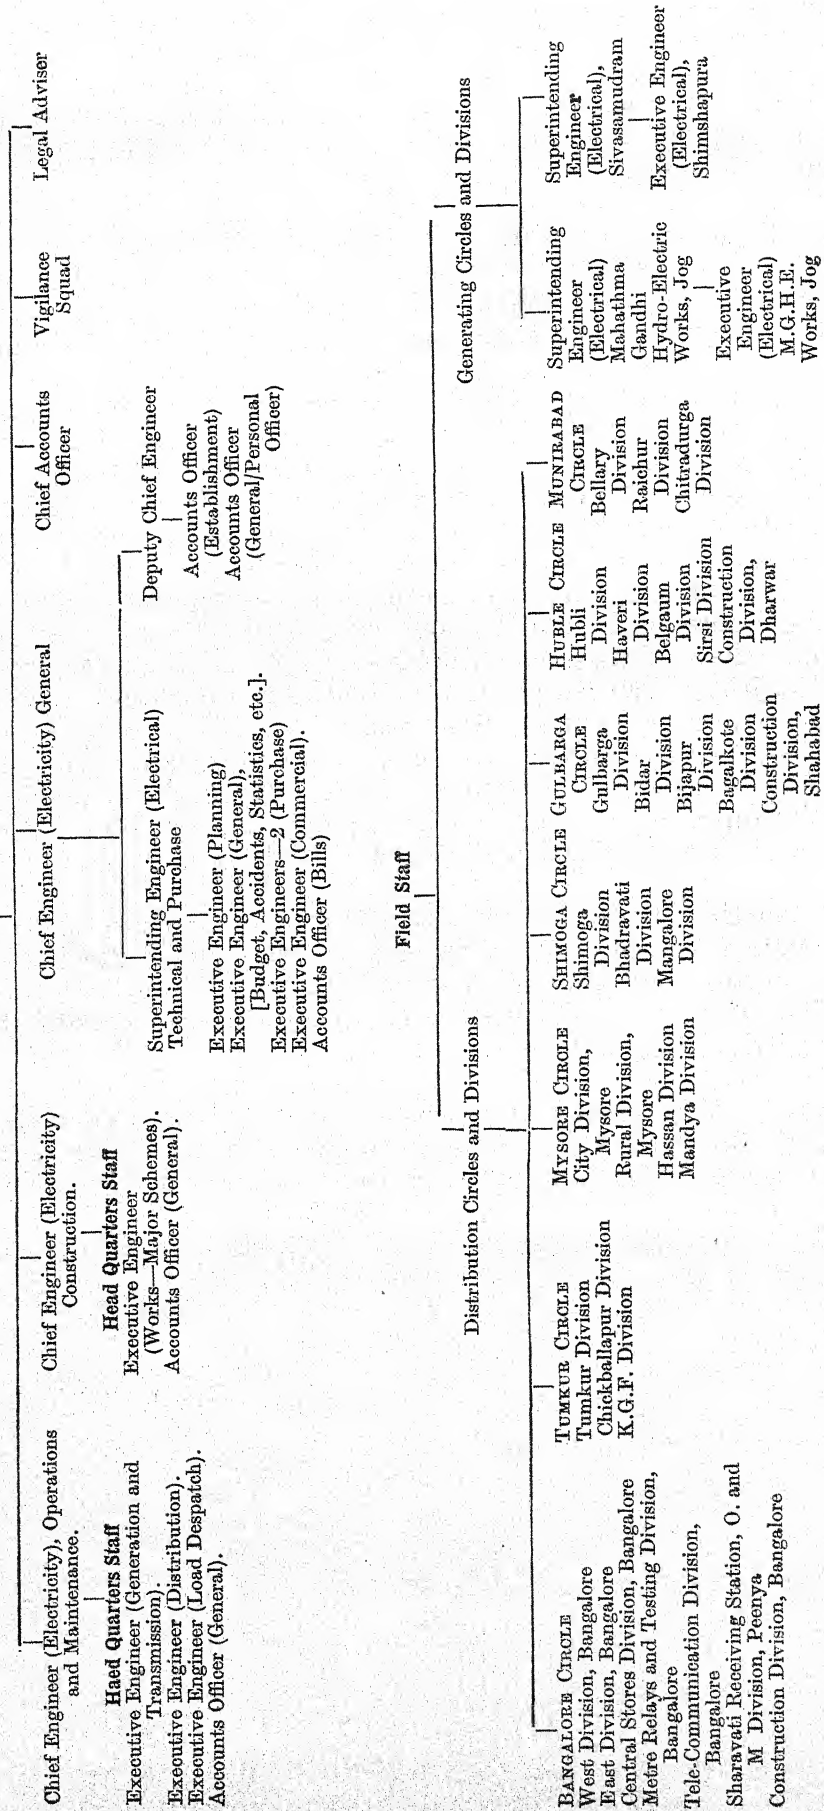 Chief Engineer (Electricity), Operations
and Maintenance.
Haed Quarters Staff
Executive Engineer (Generation and
Transmission).
Executive Engineer (Distribution).
Executive Engineer (Load Despatch).
Accounts Officer (General).
Chief Engineer (Electricity)
Construction.
Head Quarters Staff
Executive Engineer
(Works—Major Schemes).
Accounts Officer (General).
Chief Engineer (Electricity) General
Superintending Engineer (Electrical)
Technical and Purchase
Executive Engineer (Planning)
Executive Engineer (General),
[Budget, Accidents, Statistics, etc.].
Executive Engineers—2 (Purchase)
Executive Engineer (Commercial).
Accounts Officer (Bills)
Deputy Chief Engineer
Accounts Officer
(Establishment)
Accounts Officer
(General/Personal
Officer)
Chief Accounts
Officer
Vigilance
Squad
Legal Adviser
Field Staff
Distribution Circles and Divisions
BANGALORE CIRCLE
West Division, Bangalore
East Division, Bangalore
Central Stores Division, Bangalore
Metre Relays and Testing Division,
Bangalore
Tele-Communication Division,
Bangalore
Sharavati Receiving Station, O. and
M Division, Peenya
Construction Division, Bangalore
TUMKUR CIRCLE
Tumkur Division
Chickballapur Division
K.G.F. Division
MYSORE CIRCLE
City Division,
Mysore
Rural Division,
Mysore
Hassan Division
Mandya Division
SHIMOGA CIRCLE
Shimoga
Division
Bhadravati
Division
Mangalore
Division
GULBARGA
CIRCLE
Gulbarga
Division
Bidar
Division
Bijapur
Division
Bagalkote
Division
Construction
Division,
Shahabad
HUBLE CIRCLE
Hubli
Division
Haveri
Division
Belgaum
Division
Sirsi Division
Construction
Division,
Dharwar
MUNIRABAD
CIRCLE
Bellary
Division
Raichur
Division
Chitradurga
Division
Generating Circles and Divisions
Superintending
Engineer
(Electrical)
Mahathma
Gandhi
Hydro-Electric
Works, Jog
Executive
Engineer
(Electrical)
M.G.H.E.
Works, Jog
Superintending
Engineer
(Electrical),
Sivasamudram
Executive Engineer
(Electrical),
Shimshapura